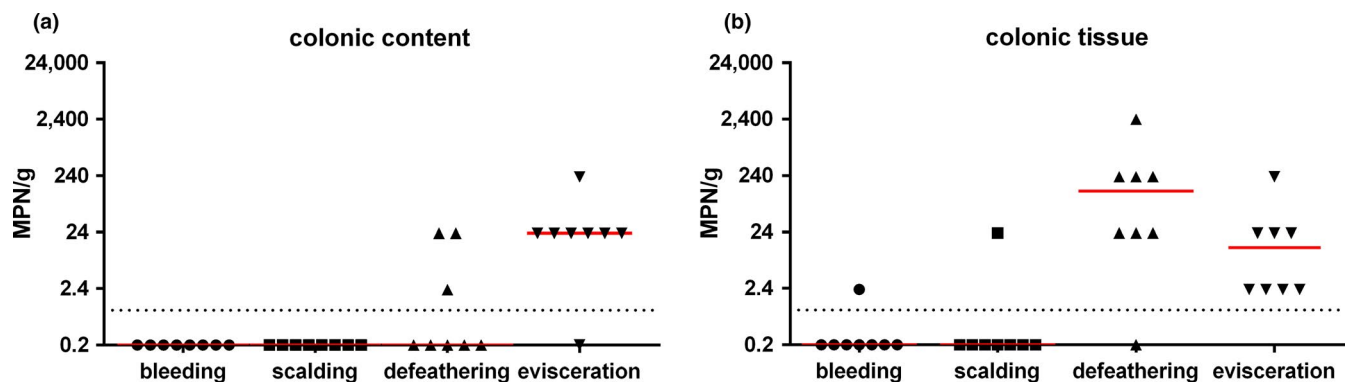 (a)
colonic content
24,000
2,400
240
24
2.4
0.2
MPN/g
bleeding scalding defeathering evisceration
(b)
colonic tissue
24,000
2,400
240
24
2.4
0.2
MPN/g
bleeding scalding defeathering evisceration